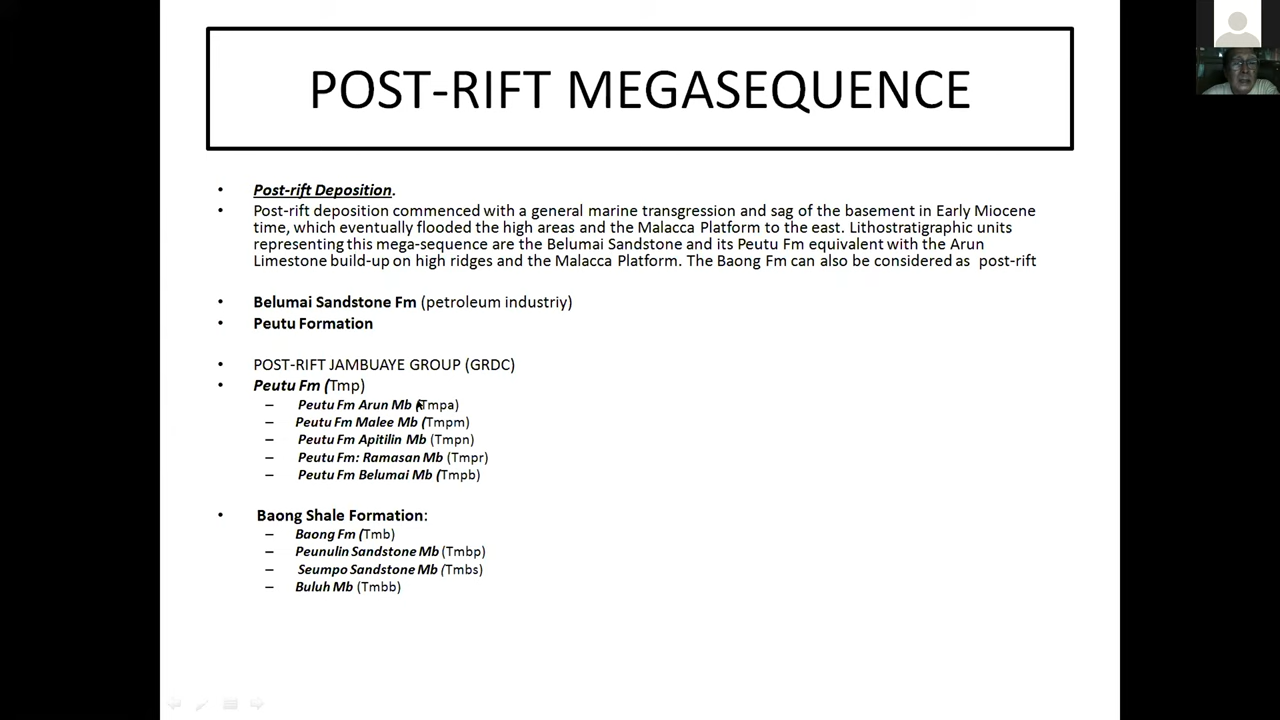 POST-RIFT MEGASEQUENCE
• Post-rift Deposition.
• Post-rift deposition commenced with a general marine transgression and sag of the basement in Early Miocene
time, which eventually flooded the high areas and the Malacca Platform to the east. Lithostratigraphic units
representing this mega-sequence are the Belumai Sandstone and its Peutu Fm equivalent with the Arun
Limestone build-up on high ridges and the Malacca Platform. The Baong Fm can also be considered as post-rift
• Belumai Sandstone Fm (petroleum industriy)
• Peutu Formation
• POST-RIFT JAMBUAYE GROUP (GRDC)
• Peutu Fm (Tmp)
– Peutu Fm Arun Mb (Tmpa)
– Peutu Fm Malee Mb (Tmpm)
– Peutu Fm Apitilin Mb (Tmpn)
– Peutu Fm: Ramasan Mb (Tmpr)
– Peutu Fm Belumai Mb (Tmpb)
• Baong Shale Formation:
– Baong Fm (Tmb)
– Peunulin Sandstone Mb (Tmbp)
– Seumpo Sandstone Mb (Tmbs)
– Buluh Mb (Tmbb)